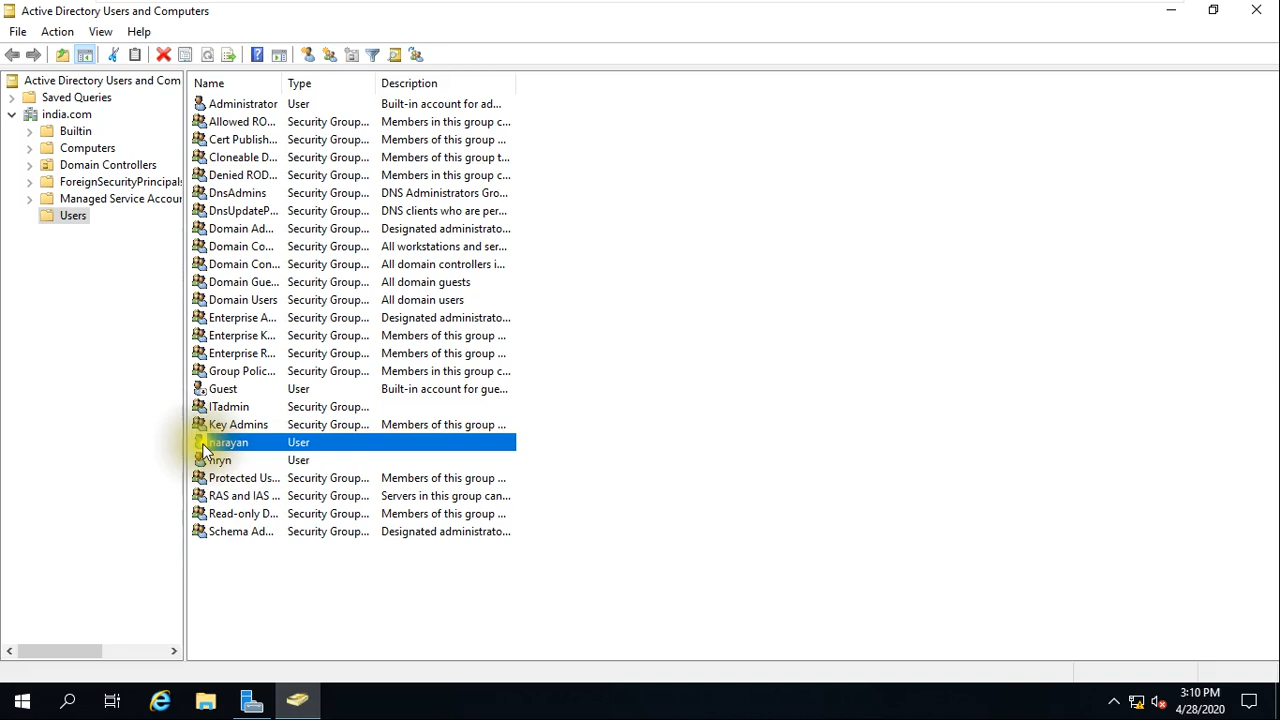 Active Directory Users and Computers
File Action View Help
Active Directory Users and Com
Saved Queries
india.com
Builtin
Computers
Domain Controllers
ForeignSecurityPrincipals
Managed Service Accour
Users
Name Type Description
Administrator User Built-in account for ad...
Allowed RO... Security Group... Members in this group c...
Cert Publish... Security Group... Members of this group ...
Cloneable D... Security Group... Members of this group t...
Denied ROD... Security Group... Members in this group c...
DnsAdmins Security Group... DNS Administrators Gro...
DnsUpdateP... Security Group... DNS clients who are per...
Domain Ad... Security Group... Designated administrato...
Domain Co... Security Group... All workstations and ser...
Domain Con... Security Group... All domain controllers i...
Domain Gue... Security Group... All domain guests
Domain Users Security Group... All domain users
Enterprise A... Security Group... Designated administrato...
Enterprise K... Security Group... Members of this group ...
Enterprise R... Security Group... Members of this group ...
Group Polic... Security Group... Members in this group c...
Guest User Built-in account for gue...
ITadmin Security Group...
Key Admins Security Group... Members of this group ...
narayan User
nryn User
Protected Us... Security Group... Members of this group ...
RAS and IAS ... Security Group... Servers in this group can...
Read-only D... Security Group... Members of this group ...
Schema Ad... Security Group... Designated administrato...
3:10 PM
4/28/2020